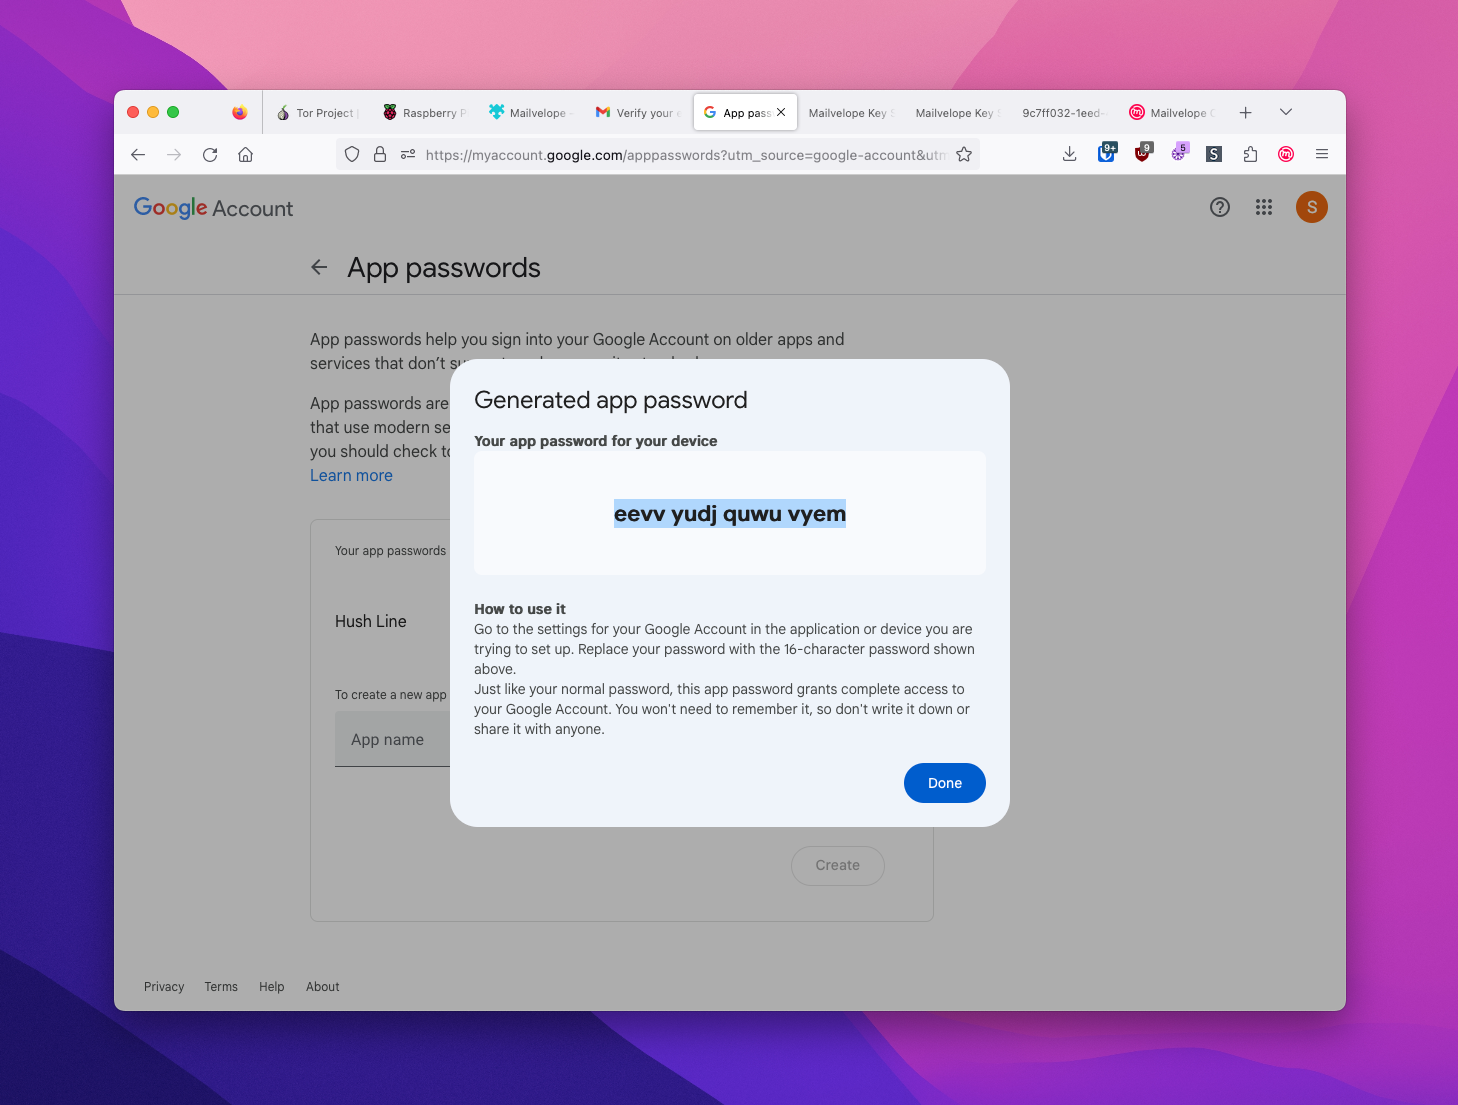 Tor Project
Raspberry P
Mailvelope
Verify your e
App pass
Mailvelope Key S
Mailvelope Key S
9c7ff032-1eed-
Mailvelope C
https://myaccount.google.com/apppasswords?utm_source=google-account&utm
9+
9
5
S
Google Account
S
App passwords
App passwords help you sign into your Google Account on older apps and
services that don’t su
App passwords are
that use modern se
you should check to
Learn more
Your app passwords
Hush Line
To create a new app
App name
Create
Generated app password
Your app password for your device
eevv yudj quwu vyem
How to use it
Go to the settings for your Google Account in the application or device you are
trying to set up. Replace your password with the 16-character password shown
above.
Just like your normal password, this app password grants complete access to
your Google Account. You won't need to remember it, so don't write it down or
share it with anyone.
Done
Privacy Terms Help About